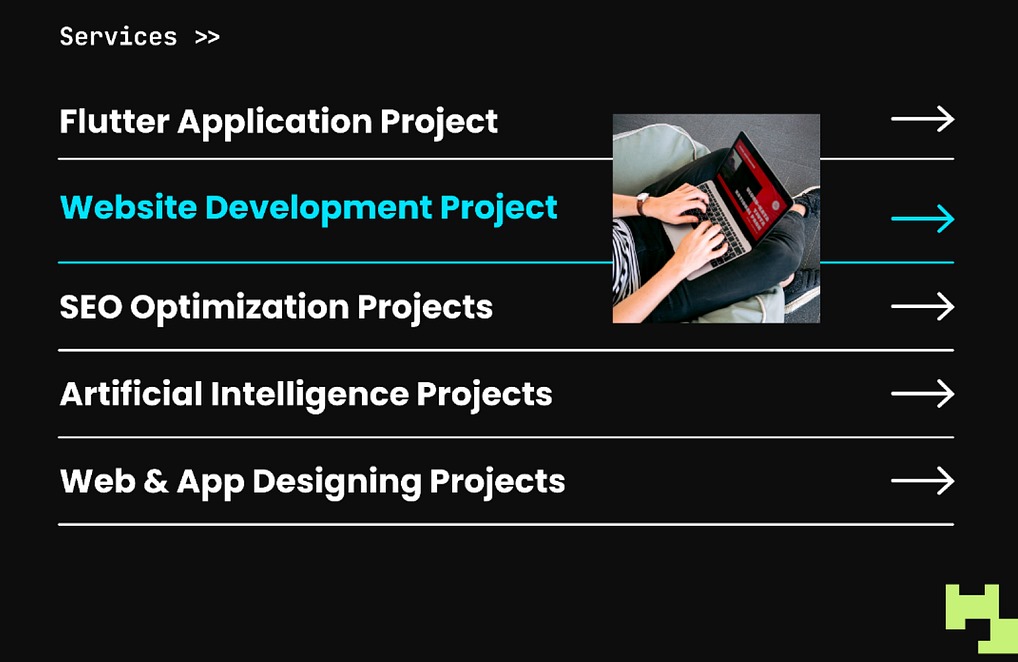 Services >>
Flutter Application Project
Website Development Project
SEO Optimization Projects
Artificial Intelligence Projects
Web & App Designing Projects